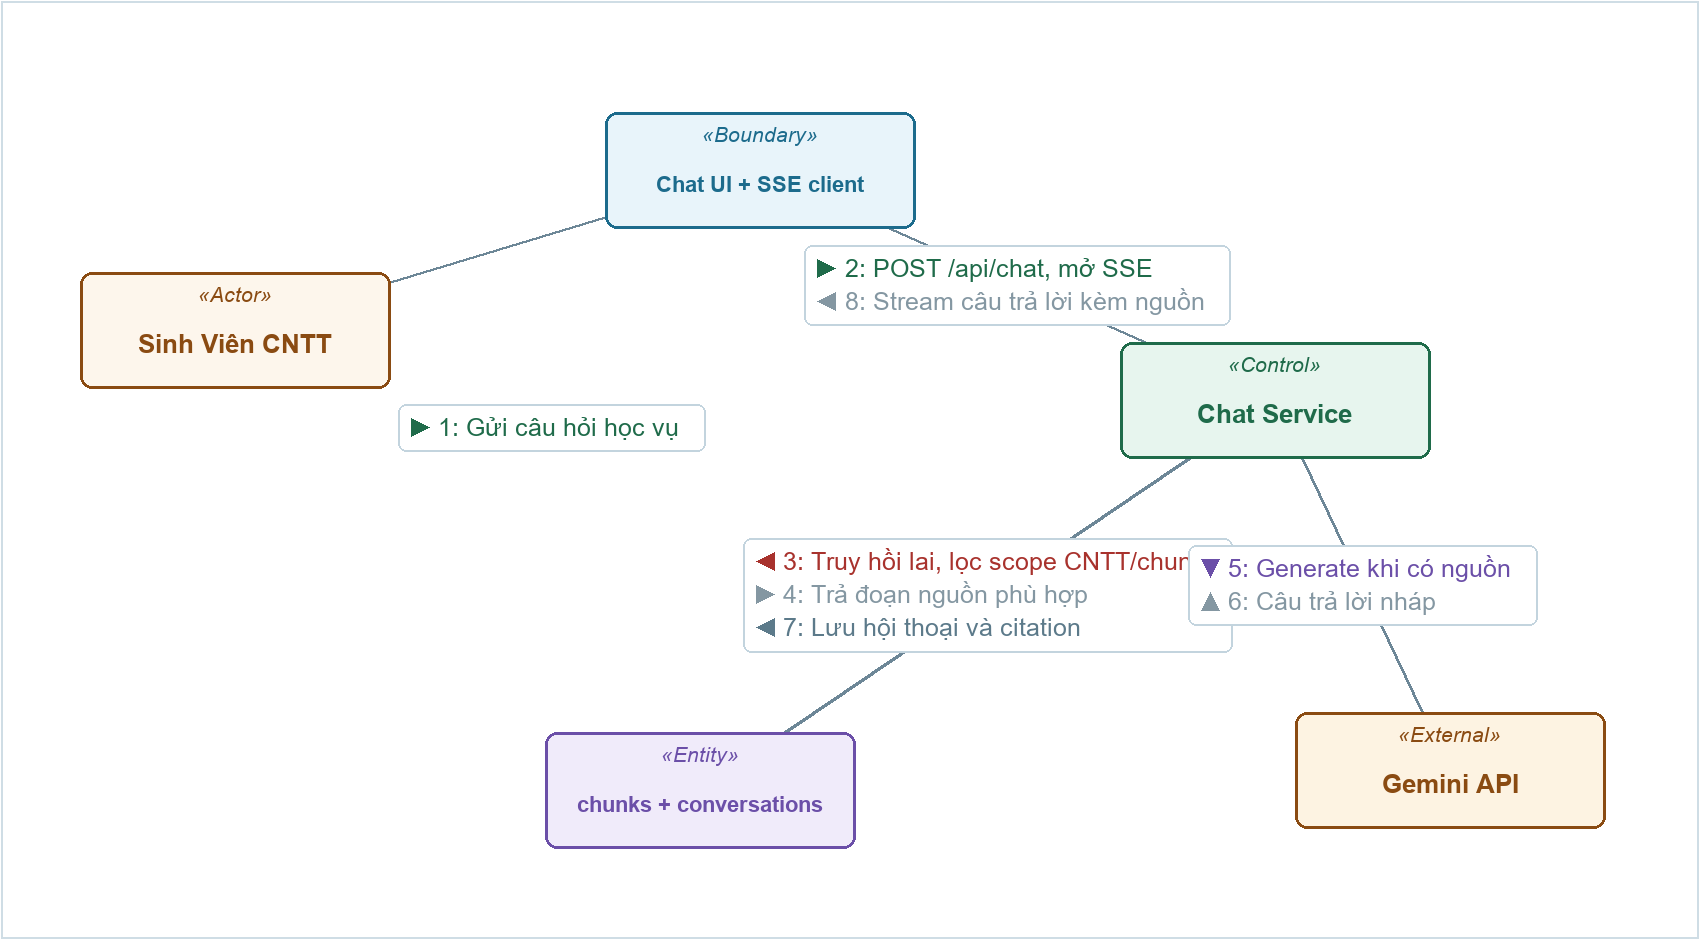 «Boundary»
Chat UI + SSE client
«Actor»
Sinh Viên CNTT
▶ 2: POST /api/chat, mở SSE
◀ 8: Stream câu trả lời kèm nguồn
«Control»
Chat Service
▶ 1: Gửi câu hỏi học vụ
◀ 3: Truy hồi lai, lọc scope CNTT/chun
▶ 4: Trả đoạn nguồn phù hợp
◀ 7: Lưu hội thoại và citation
▼ 5: Generate khi có nguồn
▲ 6: Câu trả lời nháp
«Entity»
chunks + conversations
«External»
Gemini API